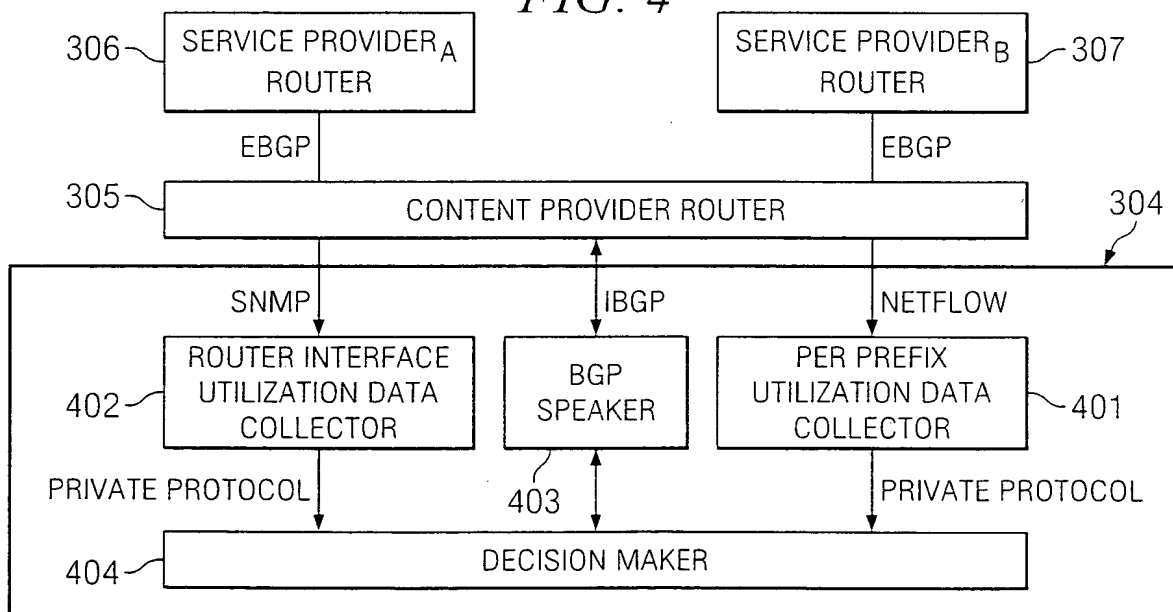 FIG. 4
306
SERVICE PROVIDER A
ROUTER
SERVICE PROVIDER B
ROUTER
307
EBGP
EBGP
305
CONTENT PROVIDER ROUTER
304
SNMP
IBGP
NETFLOW
402
ROUTER INTERFACE
UTILIZATION DATA
COLLECTOR
BGP
SPEAKER
PER PREFIX
UTILIZATION DATA
COLLECTOR
401
PRIVATE PROTOCOL
403
PRIVATE PROTOCOL
404
DECISION MAKER